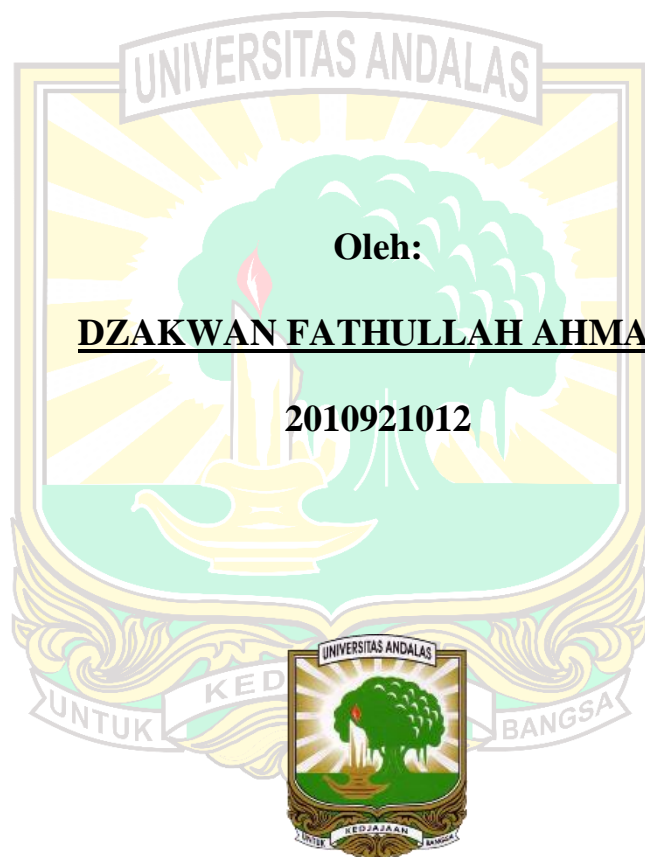 UNIVERSITAS ANDALAS
Oleh:
DZAKWAN FATHULLAH AHMA
2010921012
UNIVERSITAS ANDALAS
UNTUK KED BANGSA
UNTUK KEDJAJAAN BANGSA